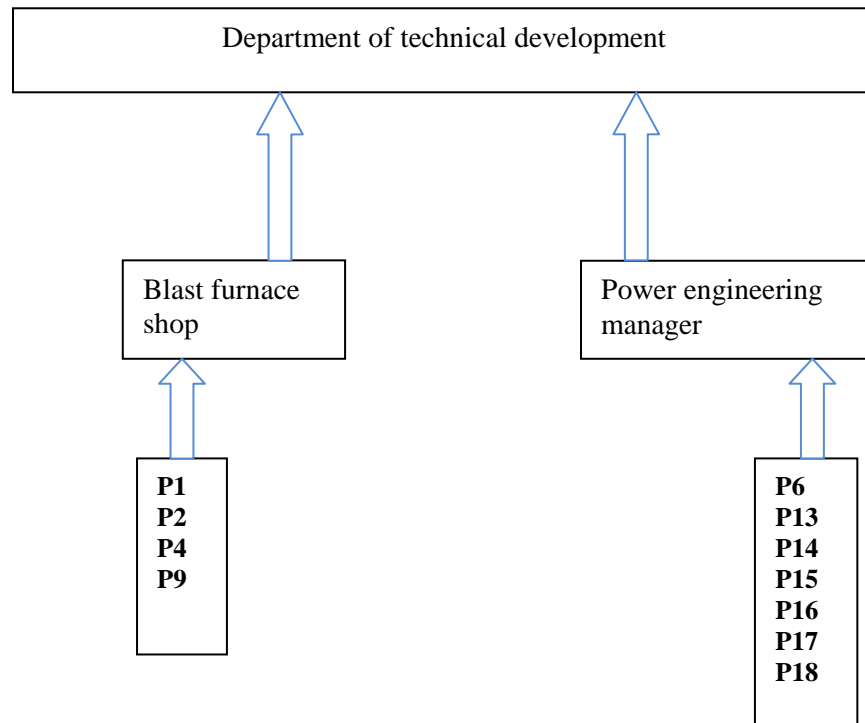 Department of technical development
Blast furnace
shop
Power engineering
manager
P1
P2
P4
P9
P6
P13
P14
P15
P16
P17
P18